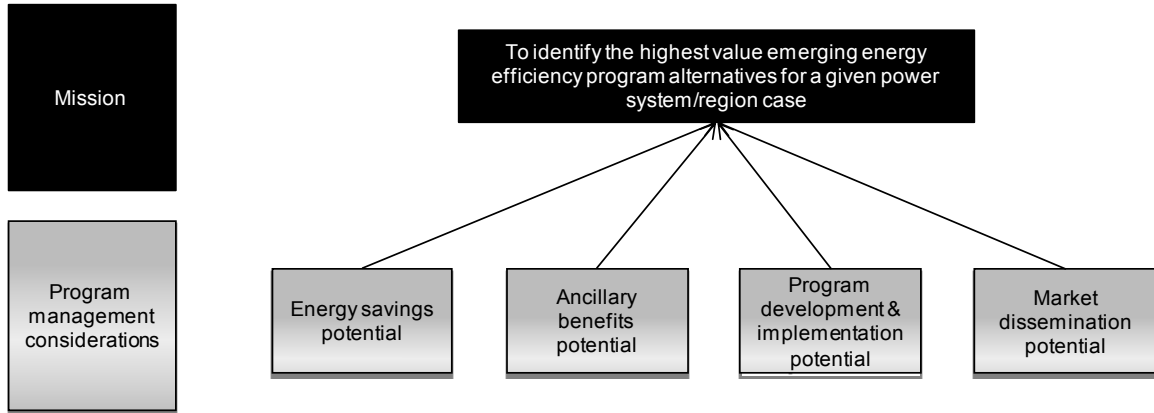 Mission
To identify the highest value emerging energy
efficiency program alternatives for a given power
system/region case
Program
management
considerations
Energy savings
potential
Ancillary
benefits
potential
Program
development &
implementation
potential
Market
dissemination
potential